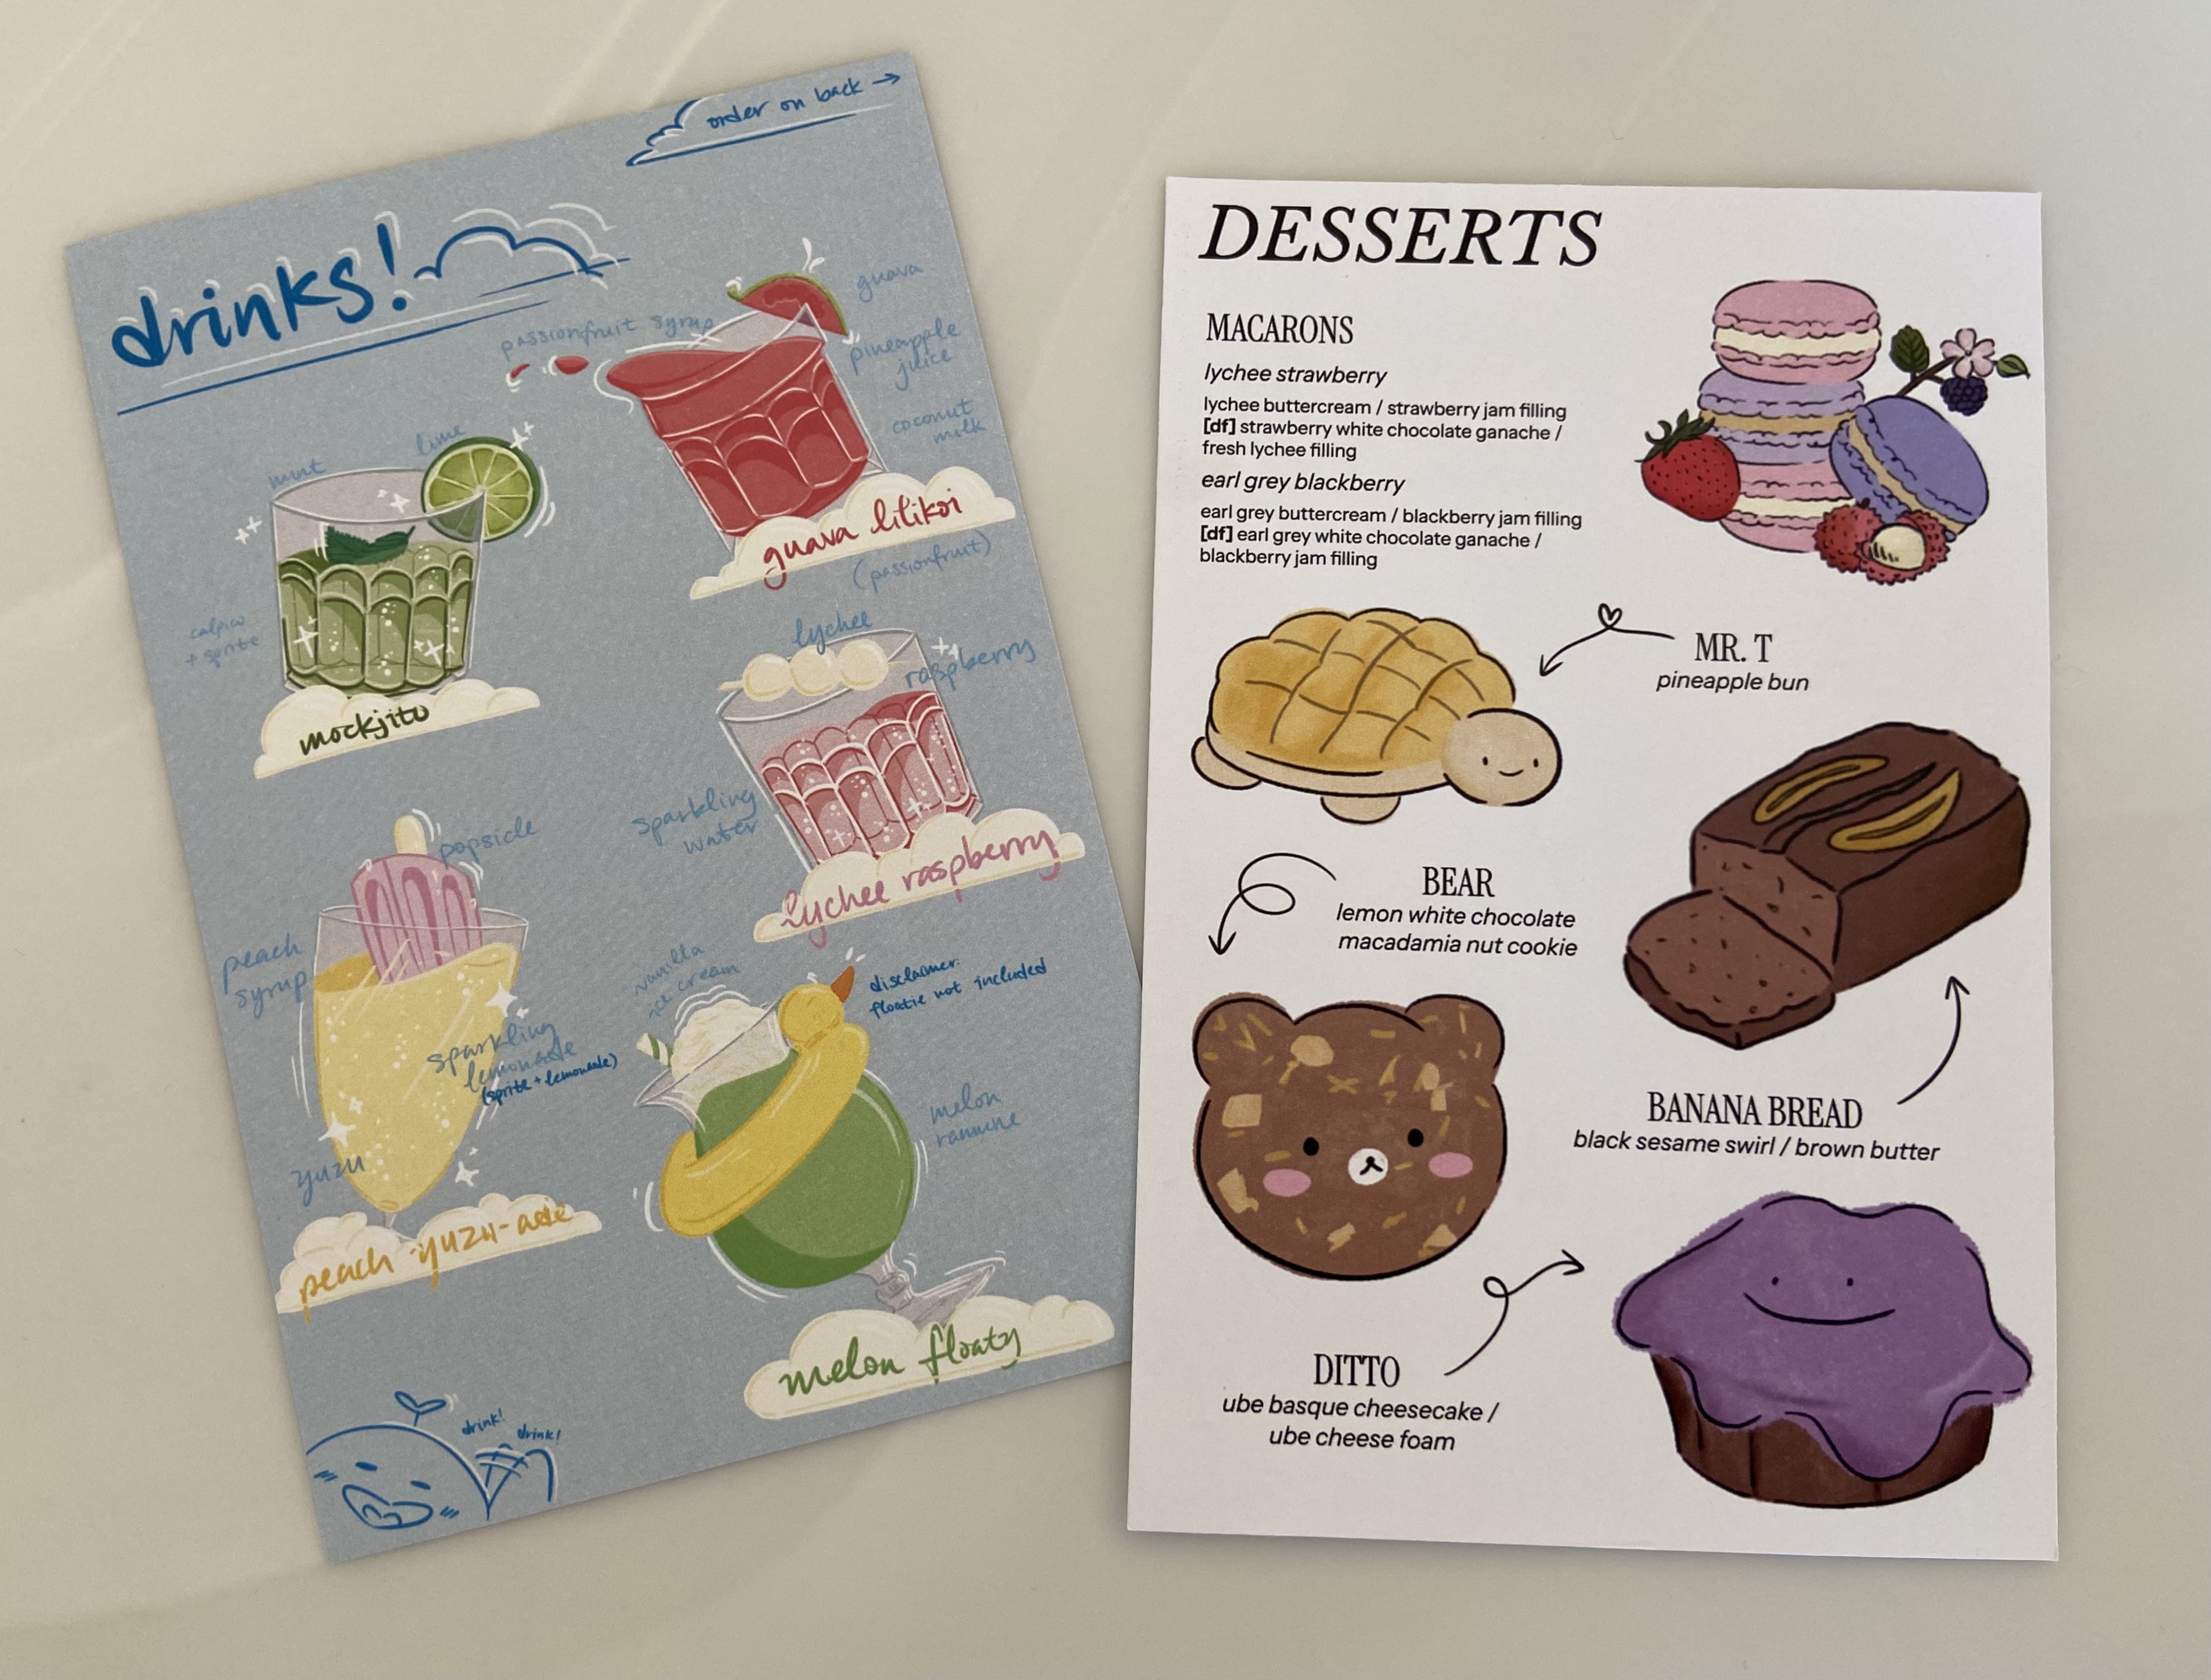 order on back →
drinks!
passionfruit syrup
guava
pineapple
juice
coconut
milk
guava lilikoi
(passionfruit)
mint
lime
calpico
+ sprite
mockjito
lychee
raspberry
sparkling
water
lychee raspberry
popsicle
peach
syrup
sparkling
lemonade
(sprite + lemonade)
yuzu
peach yuzu-ade
vanilla
ice cream
disclaimer:
floatie not included
melon
ramune
melon floaty
drink!
drink!
DESSERTS
MACARONS
lychee strawberry
lychee buttercream / strawberry jam filling
[df] strawberry white chocolate ganache /
fresh lychee filling
earl grey blackberry
earl grey buttercream / blackberry jam filling
[df] earl grey white chocolate ganache /
blackberry jam filling
MR. T
pineapple bun
BEAR
lemon white chocolate
macadamia nut cookie
BANANA BREAD
black sesame swirl / brown butter
DITTO
ube basque cheesecake /
ube cheese foam